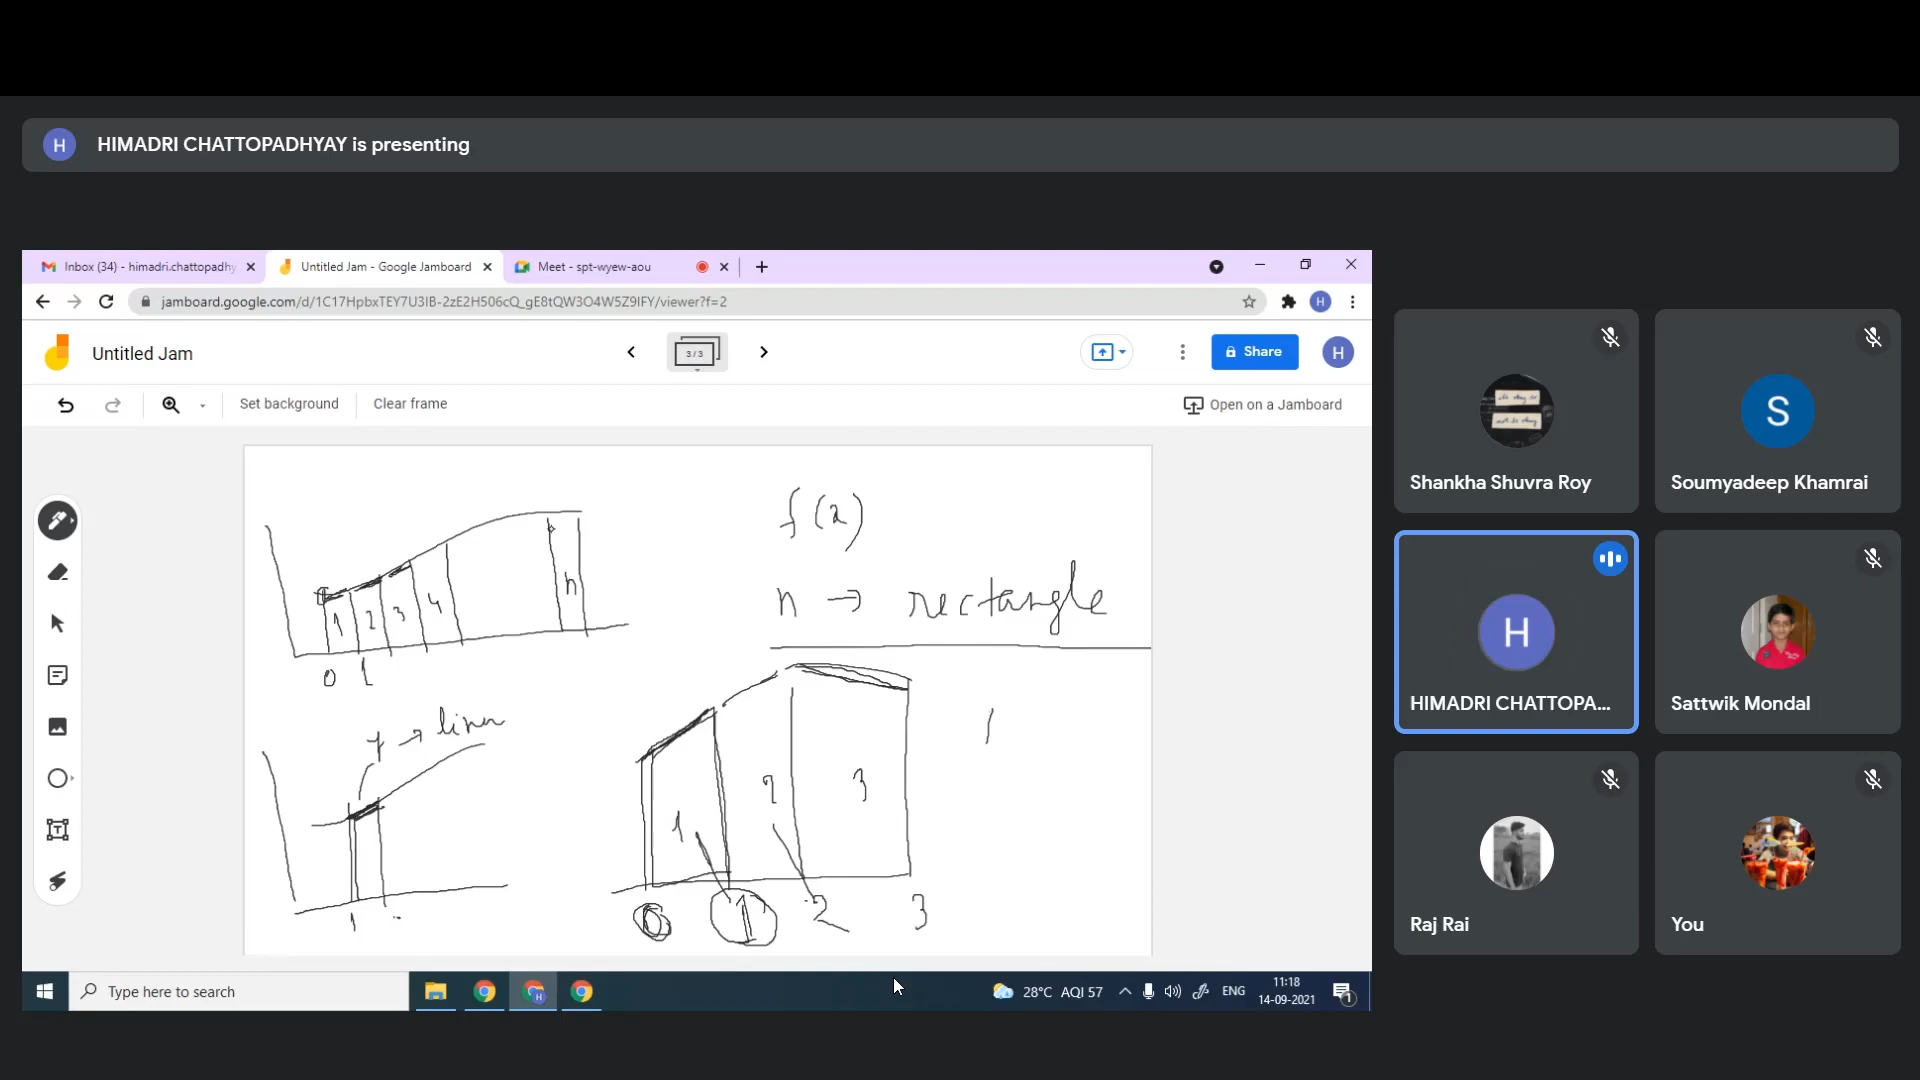 H HIMADRI CHATTOPADHYAY is presenting
Inbox (34) - himadri.chattopadhy
Untitled Jam - Google Jamboard
Meet - spt-wyew-aou
jamboard.google.com/d/1C17HpbxTEY7U3IB-2zE2H506cQ_gE8tQW3O4W5Z9IFY/viewer?f=2
H
Untitled Jam
3 / 3
Share
H
Set background
Clear frame
Open on a Jamboard
f(x)
n → rectangle
1 2 3 4 n
0 1
f → linear
1
1 2 3
0 1 2 3
Type here to search
28°C AQI 57
ENG
11:18
14-09-2021
1
Shankha Shuvra Roy
S
Soumyadeep Khamrai
H
HIMADRI CHATTOPA...
Sattwik Mondal
Raj Rai
You